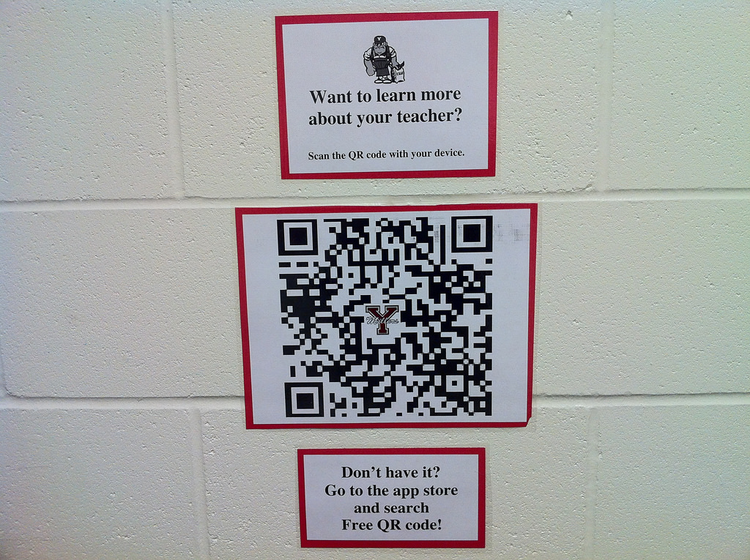 Want to learn more
about your teacher?
Scan the QR code with your device.
Y
Don't have it?
Go to the app store
and search
Free QR code!